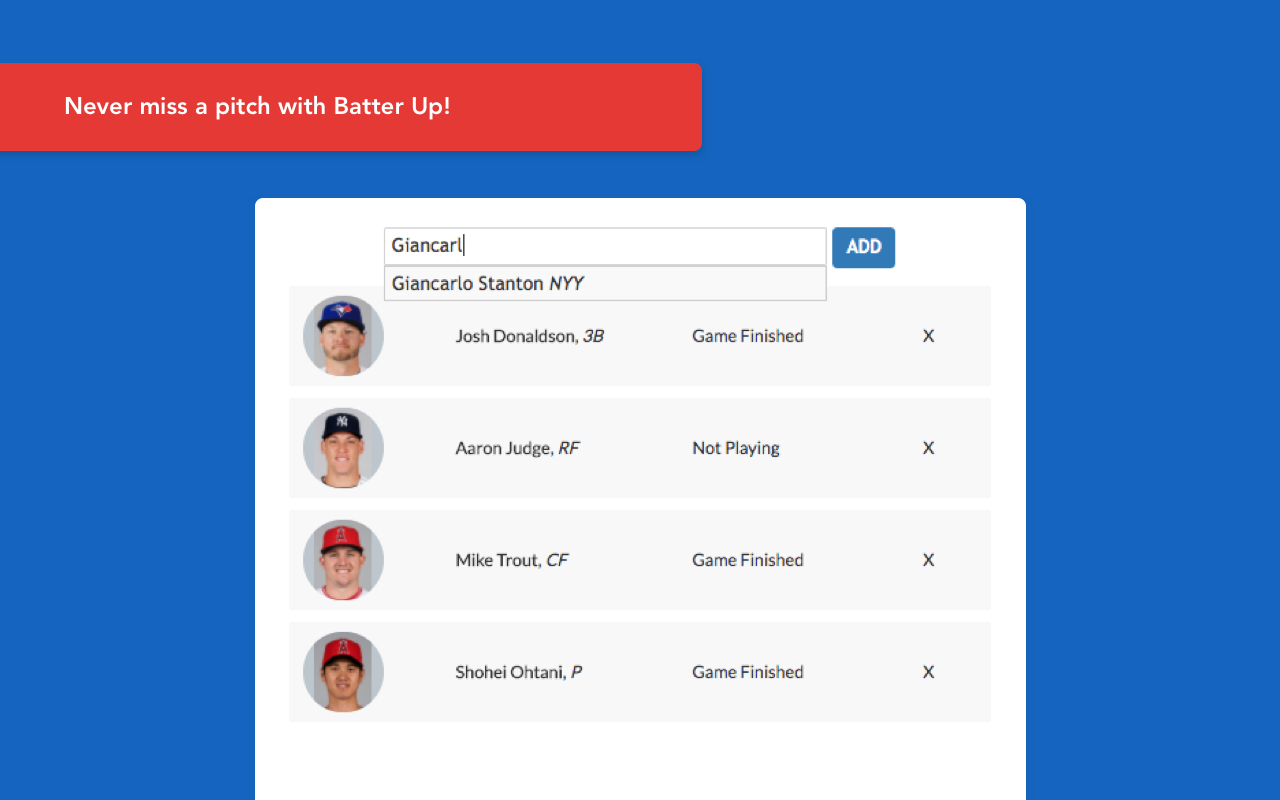 Never miss a pitch with Batter Up!
Giancarl
ADD
Giancarlo Stanton NYY
Josh Donaldson, 3B Game Finished X
Aaron Judge, RF Not Playing X
Mike Trout, CF Game Finished X
Shohei Ohtani, P Game Finished X